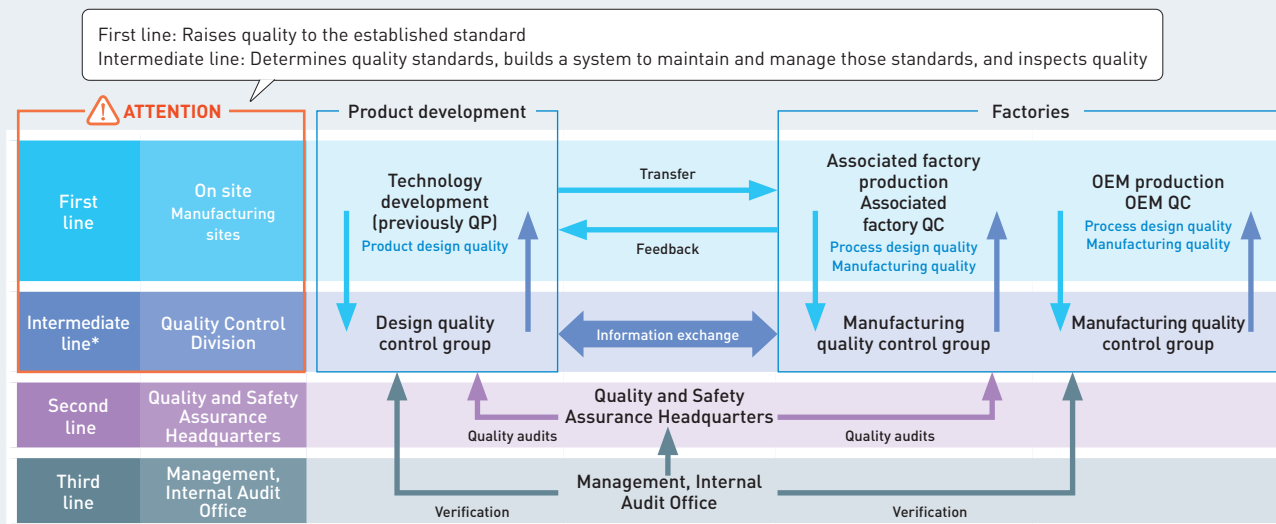 First line: Raises quality to the established standard
Intermediate line: Determines quality standards, builds a system to maintain and manage those standards, and inspects quality
ATTENTION
Product development
Factories
First
line
On site
Manufacturing
sites
Technology
development
(previously QP)
Product design quality
Transfer
Feedback
Associated factory
production
Associated
factory QC
Process design quality
Manufacturing quality
OEM production
OEM QC
Process design quality
Manufacturing quality
Intermediate
line*
Quality Control
Division
Design quality
control group
Information exchange
Manufacturing
quality control group
Manufacturing quality
control group
Second
line
Quality and Safety
Assurance
Headquarters
Quality and Safety
Assurance Headquarters
Quality audits
Quality audits
Third
line
Management,
Internal Audit
Office
Management, Internal
Audit Office
Verification
Verification